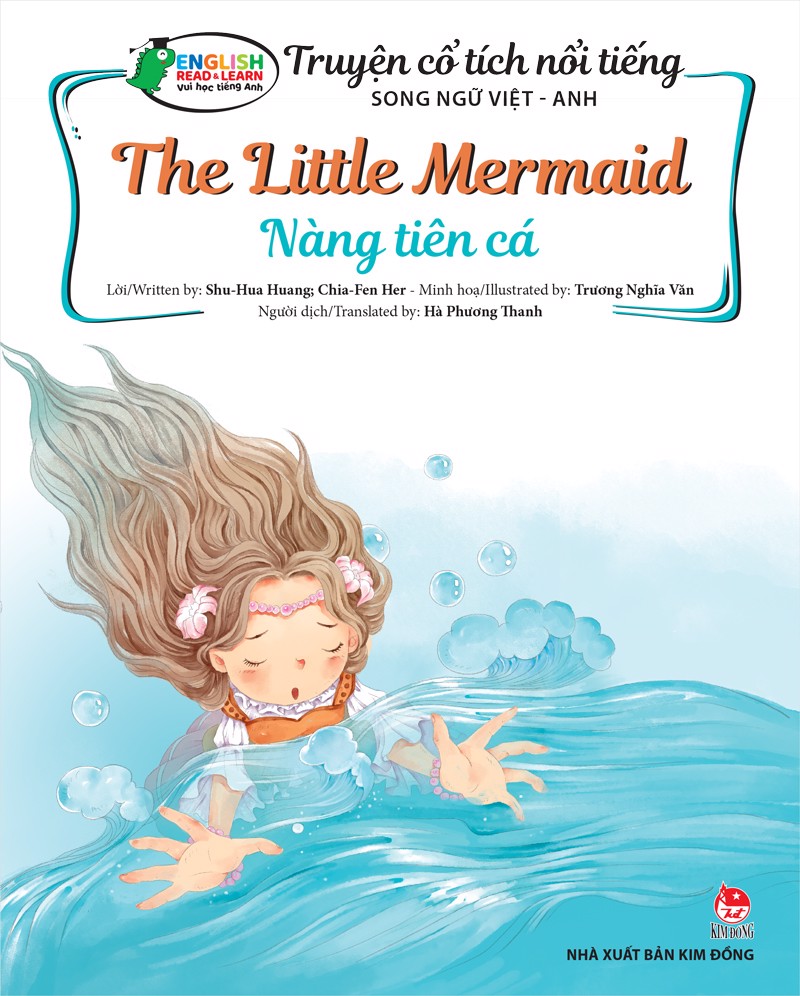 ENGLISH
READ & LEARN
Vui học tiếng Anh
Truyện cổ tích nổi tiếng
SONG NGỮ VIỆT - ANH
The Little Mermaid
Nàng tiên cá
Lời/Written by: Shu-Hua Huang; Chia-Fen Her - Minh hoạ/Illustrated by: Trương Nghĩa Văn
Người dịch/Translated by: Hà Phương Thanh
KIM ĐỒNG
NHÀ XUẤT BẢN KIM ĐỒNG